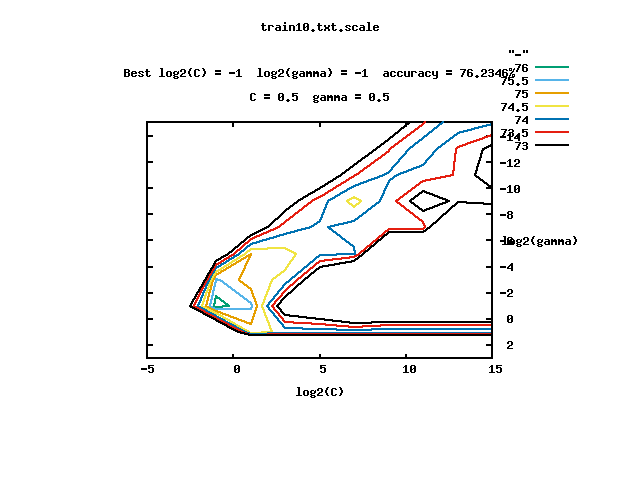 train10.txt.scale
"-"
Best log2(C) = -1 log2(gamma) = -1 accuracy = 76.2346%
76
75.5
C = 0.5 gamma = 0.5
75
74.5
74
73.5
-14
73
-12
-10
-8
-6
log2(gamma)
-4
-2
0
2
-5 0 5 10 15
log2(C)